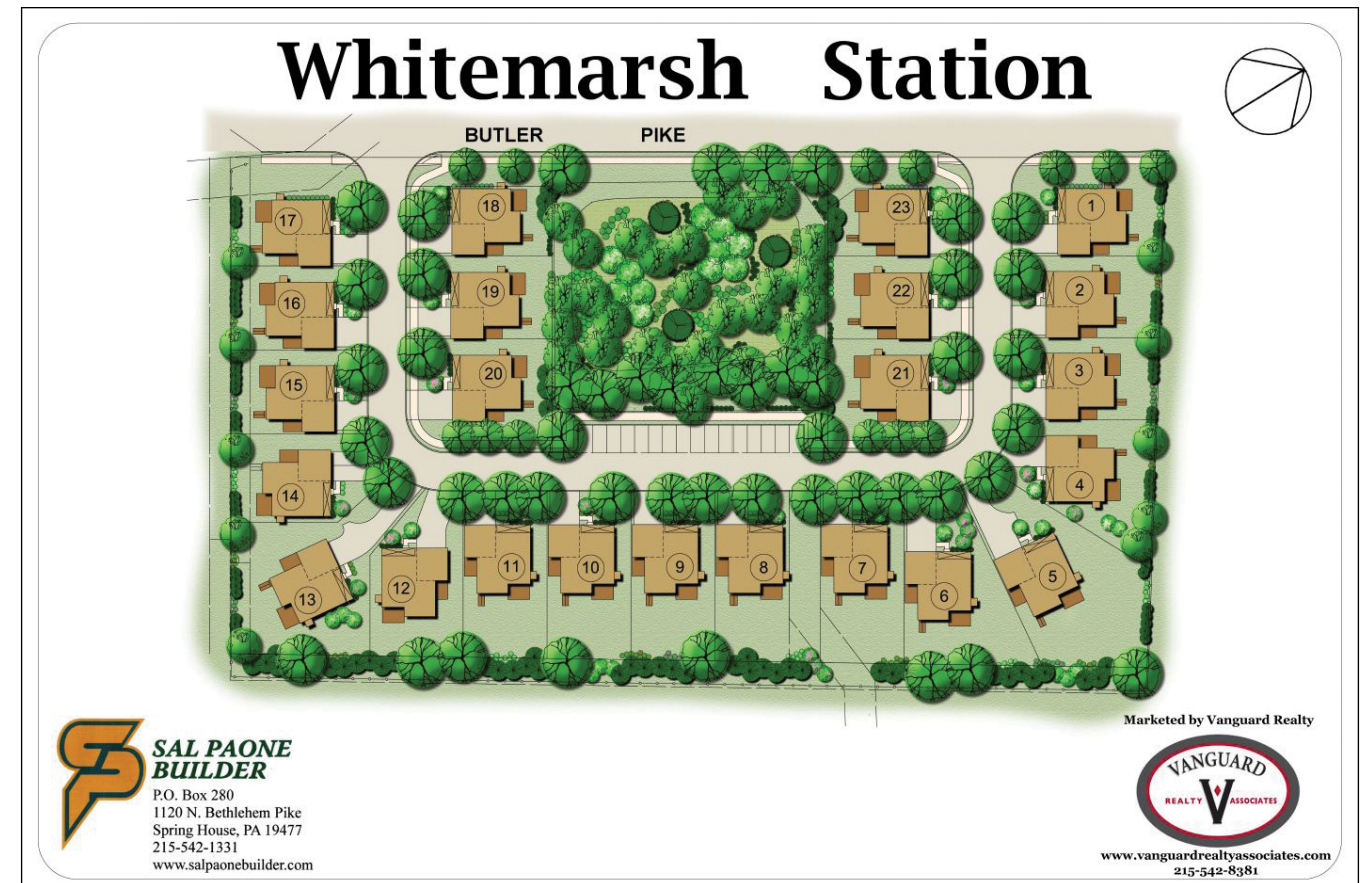 Whitemarsh Station
BUTLER PIKE
17
18
23
1
16
19
22
2
15
20
21
3
14
4
13
12
11
10
9
8
7
6
5
SAL PAONE
BUILDER
P.O. Box 280
1120 N. Bethlehem Pike
Spring House, PA 19477
215-542-1331
www.salpaonebuilder.com
Marketed by Vanguard Realty
VANGUARD
REALTY V ASSOCIATES
www.vanguardrealtyassociates.com
215-542-8381